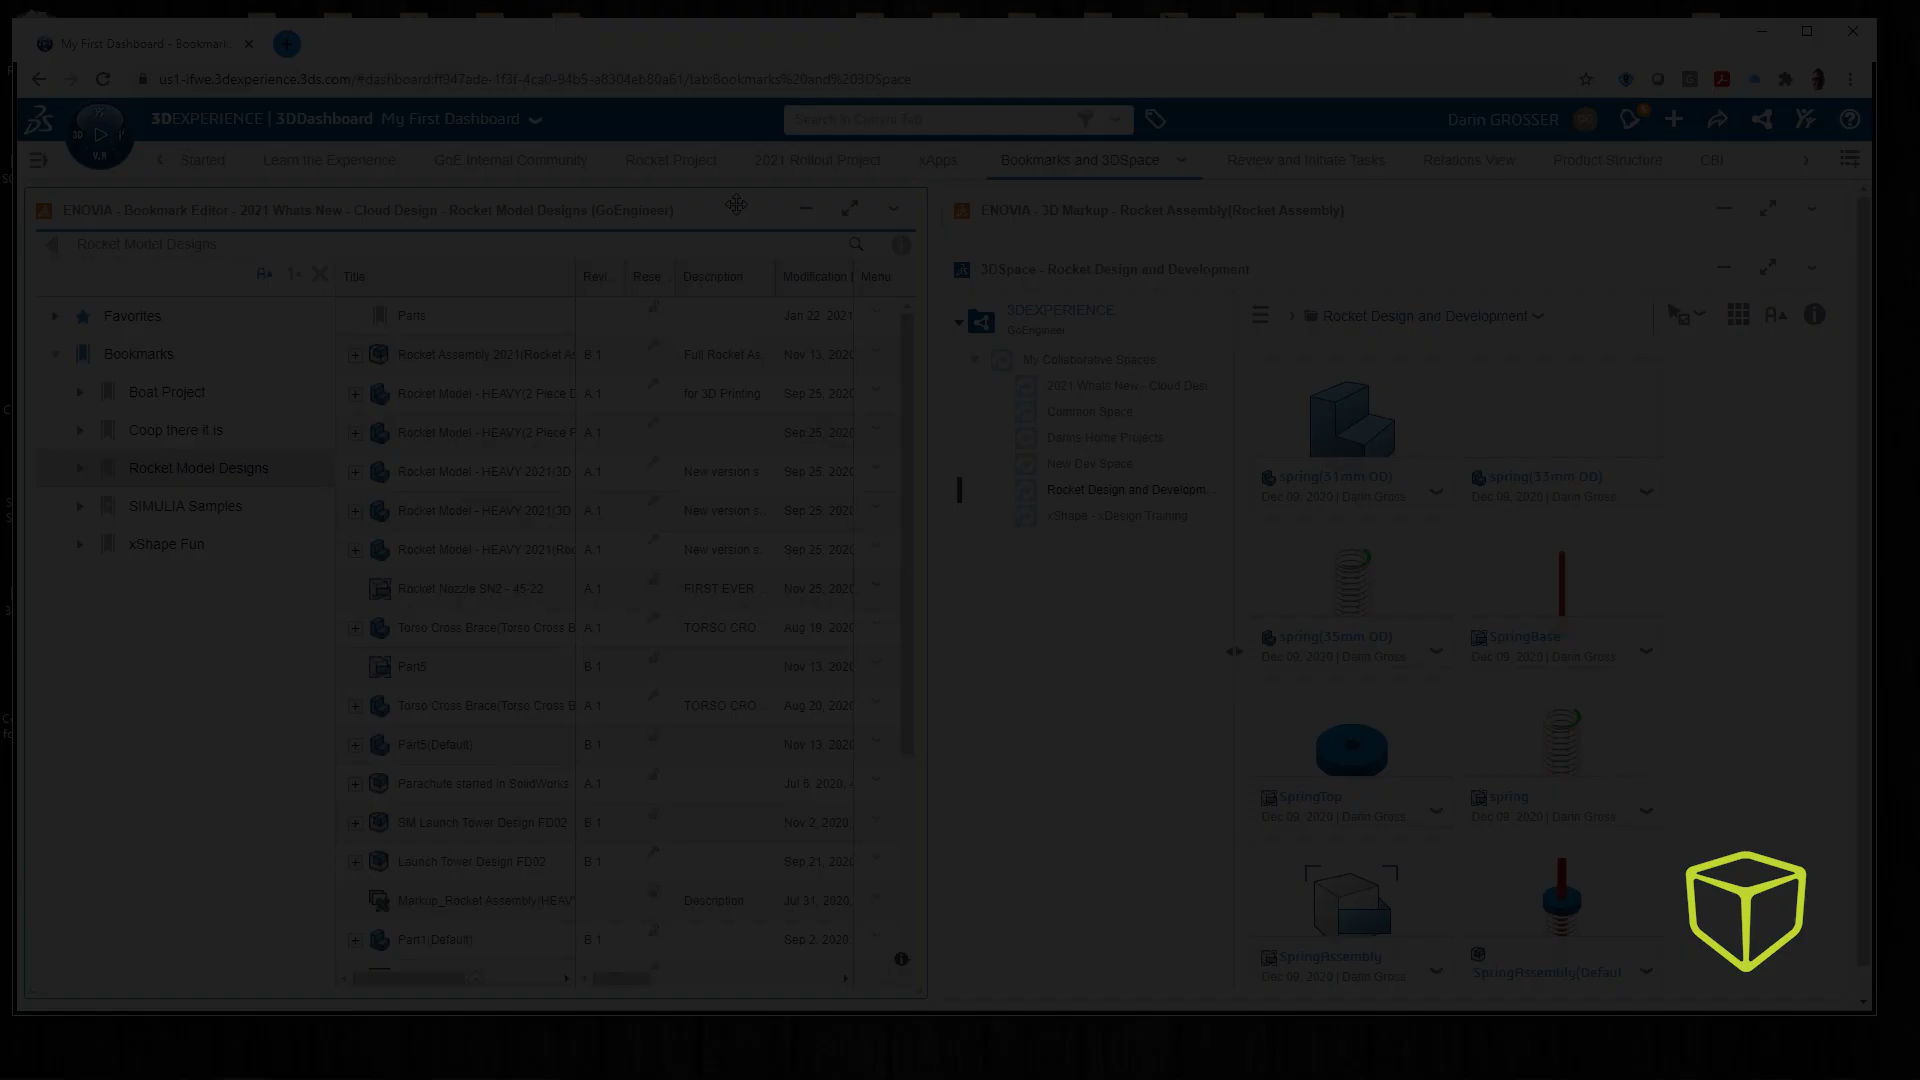 My First Dashboard - Bookmark
us1-ifwe.3dexperience.3ds.com/#dashboard:ff947ade-1f3f-4ca0-94b5-a8304eb80a61/tab:Bookmarks%20and%203DSpace
3DEXPERIENCE | 3DDashboard My First Dashboard
Search in Current Tab
Darin GROSSER
3D
V.R
Started
Learn the Experience
GoE Internal Community
Rocket Project
2021 Rollout Project
xApps
Bookmarks and 3DSpace
Review and Initiate Tasks
Relations View
Product Structure
CBI
ENOVIA - Bookmark Editor - 2021 Whats New - Cloud Design - Rocket Model Designs (GoEngineer)
Rocket Model Designs
Favorites
Bookmarks
Boat Project
Coop there it is
Rocket Model Designs
SIMULIA Samples
xShape Fun
Title Revi... Rese Description Modification Menu
Parts Jan 22, 2021
Rocket Assembly 2021(Rocket As B.1 Full Rocket As, Nov 13, 2020
Rocket Model - HEAVY(2 Piece D A.1 for 3D Printing Sep 25, 2020
Rocket Model - HEAVY(2 Piece F A.1 Sep 25, 2020
Rocket Model - HEAVY 2021(3D A.1 New version s.. Sep 25, 2020
Rocket Model - HEAVY 2021(3D A.1 New version s.. Sep 25, 2020
Rocket Model - HEAVY 2021(Roc A.1 New version s.. Sep 25, 2020
Rocket Nozzle SN2 - 45-22 A.1 FIRST EVER Nov 25, 2020
Torso Cross Brace(Torso Cross B A.1 TORSO CRO Aug 19, 2020
Part5 B.1 Nov 13, 2020
Torso Cross Brace(Torso Cross B A.1 TORSO CRO Aug 20, 2020
Part5(Default) B.1 Nov 13, 2020
Parachute started in SolidWorks A.1 Jul 6, 2020, 4
SM Launch Tower Design FD02 B.1 Nov 2, 2020
Launch Tower Design FD02 B.1 Sep 21, 2020
Markup_Rocket Assembly(HEAV Description Jul 31, 2020,
Part1(Default) B.1 Sep 2, 2020
ENOVIA - 3D Markup - Rocket Assembly(Rocket Assembly)
3DSpace - Rocket Design and Development
3DEXPERIENCE
GoEngineer
My Collaborative Spaces
2021 Whats New - Cloud Desi
Common Space
Darins Home Projects
New Dev Space
Rocket Design and Developm...
xShape - xDesign Training
Rocket Design and Development
spring(31mm OD)
Dec 09, 2020 | Darin Gross
spring(33mm OD)
Dec 09, 2020 | Darin Gross
spring(35mm OD)
Dec 09, 2020 | Darin Gross
SpringBase
Dec 09, 2020 | Darin Gross
SpringTop
Dec 09, 2020 | Darin Gross
spring
Dec 09, 2020 | Darin Gross
SpringAssembly
Dec 09, 2020 | Darin Gross
SpringAssembly(Defaul